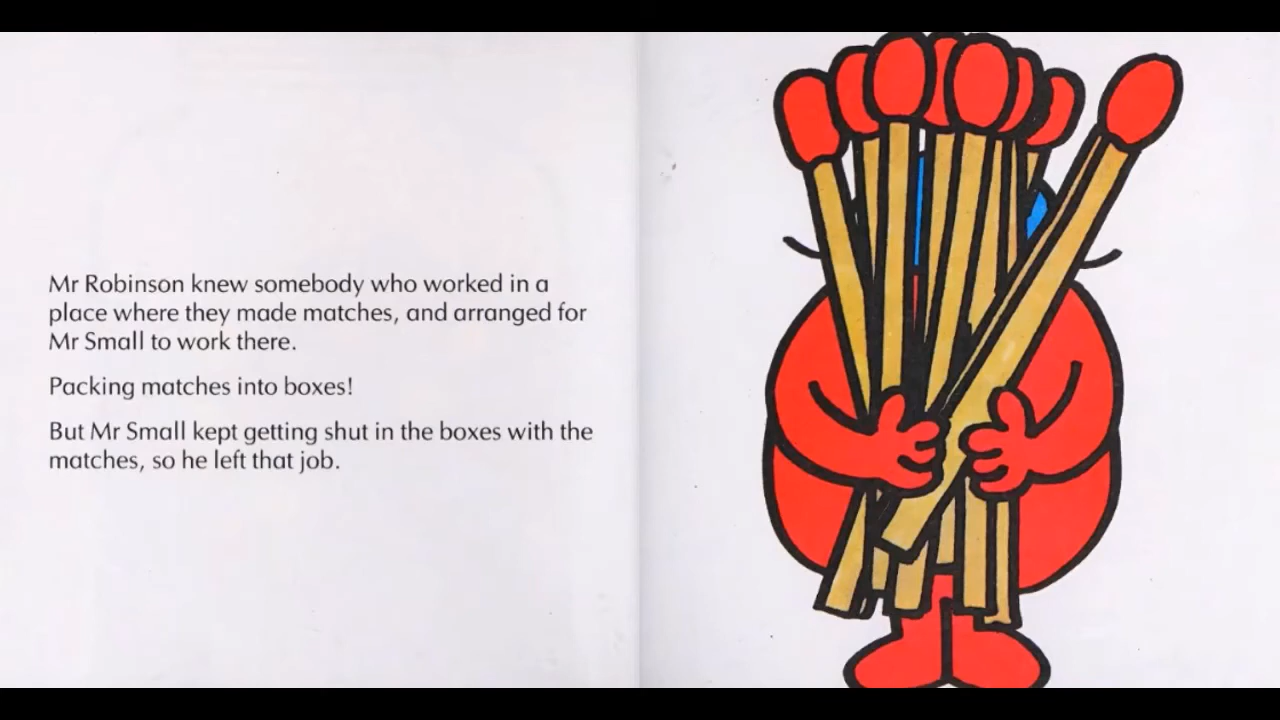 Mr Robinson knew somebody who worked in a
place where they made matches, and arranged for
Mr Small to work there.
Packing matches into boxes!
But Mr Small kept getting shut in the boxes with the
matches, so he left that job.